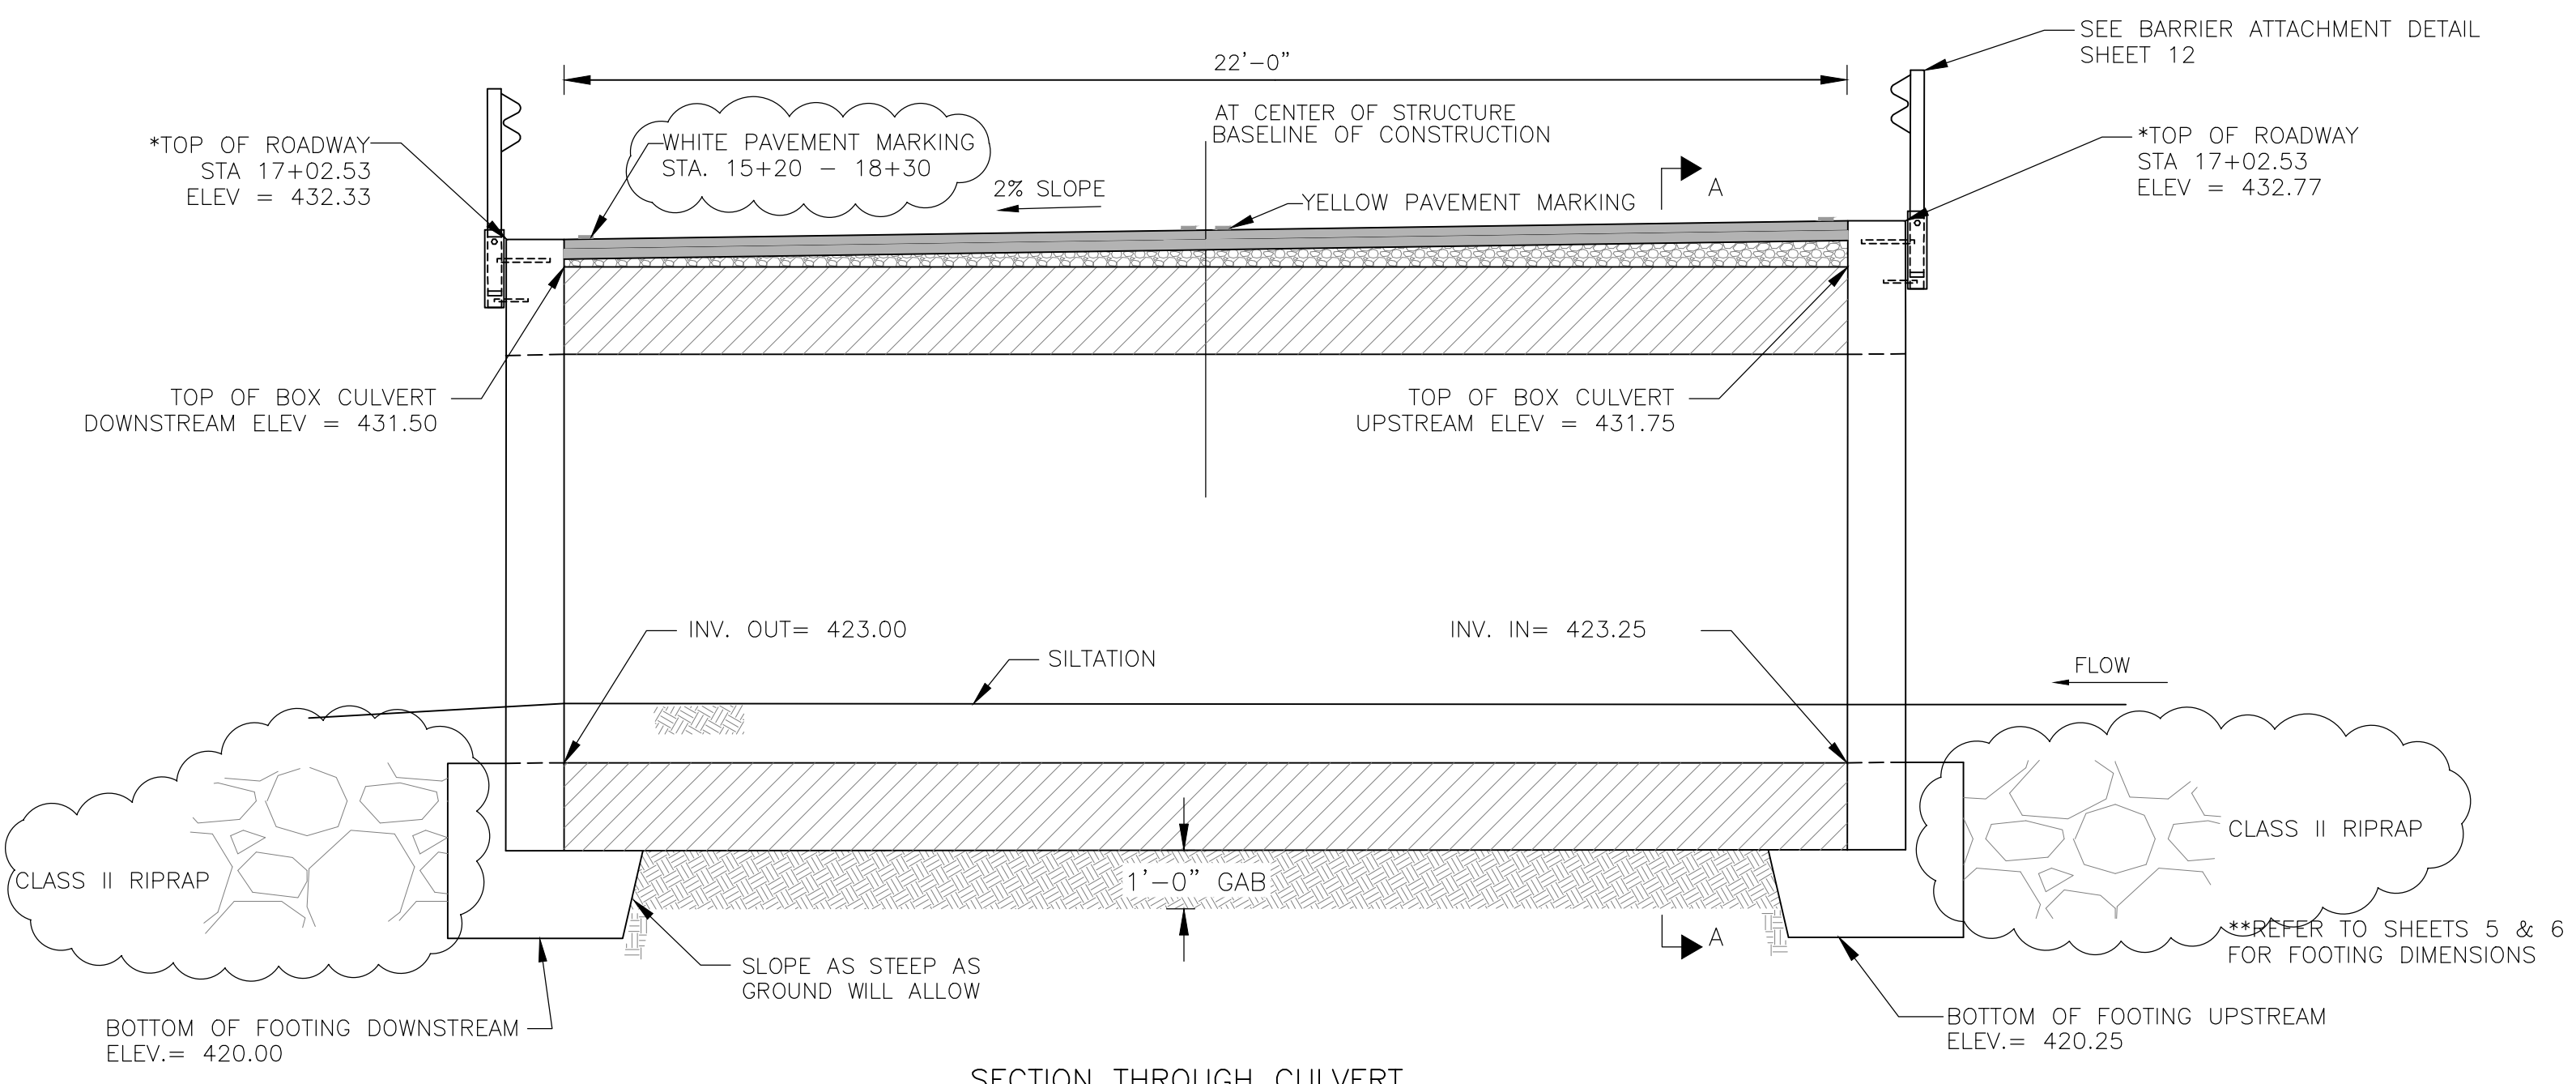 SEE BARRIER ATTACHMENT DETAIL
SHEET 12
22'-0"
AT CENTER OF STRUCTURE
BASELINE OF CONSTRUCTION
WHITE PAVEMENT MARKING
STA. 15+20 - 18+30
*TOP OF ROADWAY
STA 17+02.53
ELEV = 432.33
*TOP OF ROADWAY
STA 17+02.53
ELEV = 432.77
2% SLOPE
YELLOW PAVEMENT MARKING
A
TOP OF BOX CULVERT
DOWNSTREAM ELEV = 431.50
TOP OF BOX CULVERT
UPSTREAM ELEV = 431.75
INV. OUT= 423.00
INV. IN= 423.25
SILTATION
FLOW
CLASS II RIPRAP
CLASS II RIPRAP
1'-0" GAB
A
**REFER TO SHEETS 5 & 6
FOR FOOTING DIMENSIONS
SLOPE AS STEEP AS
GROUND WILL ALLOW
BOTTOM OF FOOTING DOWNSTREAM
ELEV.= 420.00
BOTTOM OF FOOTING UPSTREAM
ELEV.= 420.25
SECTION THROUGH CULVERT